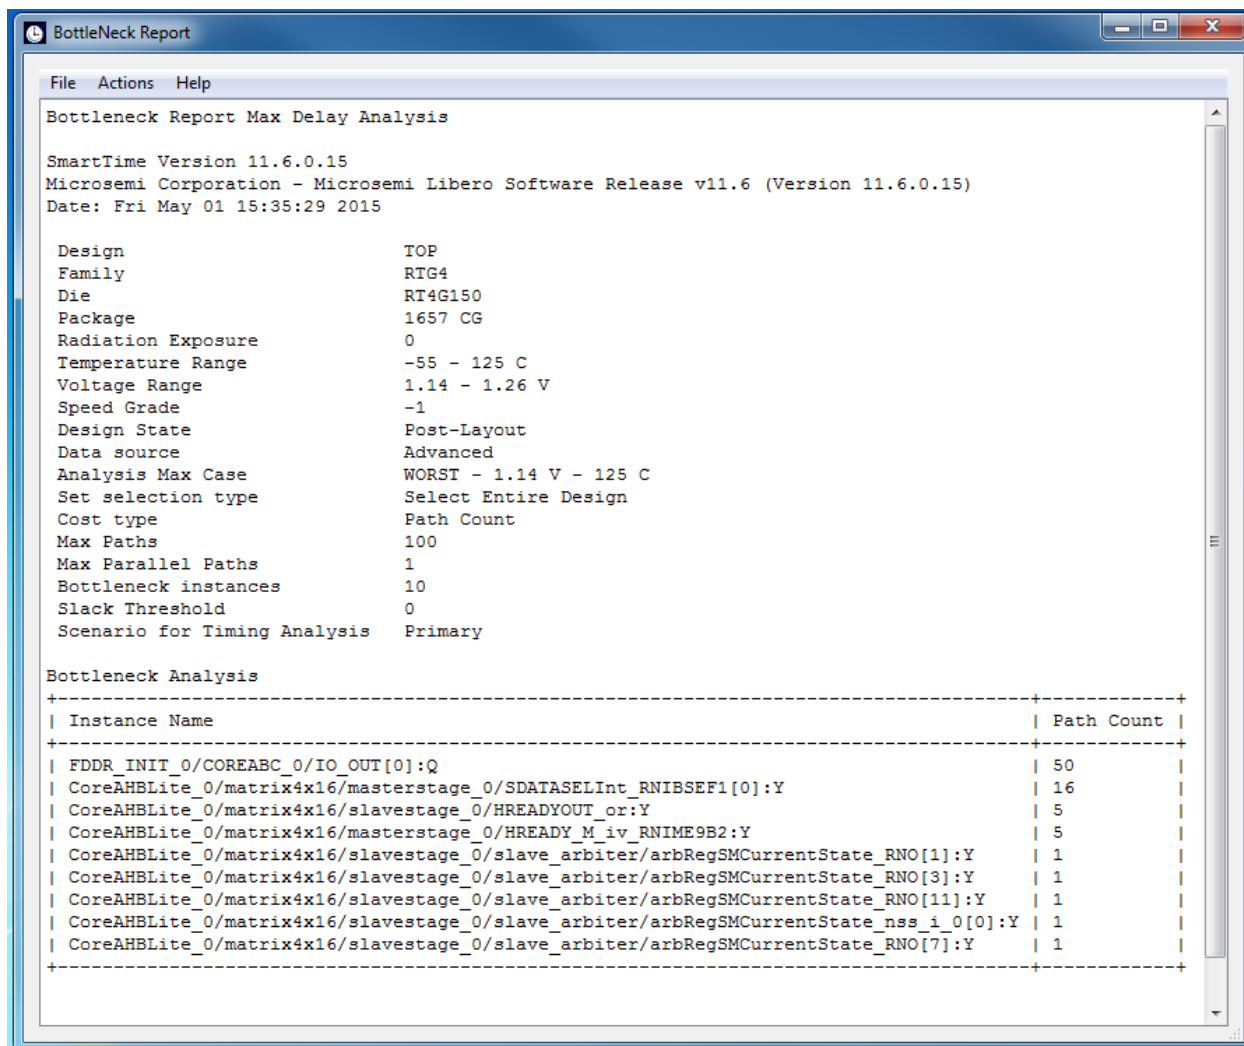 BottleNeck Report
File Actions Help
Bottleneck Report Max Delay Analysis
SmartTime Version 11.6.0.15
Microsemi Corporation - Microsemi Libero Software Release v11.6 (Version 11.6.0.15)
Date: Fri May 01 15:35:29 2015
Design TOP
Family RTG4
Die RT4G150
Package 1657 CG
Radiation Exposure 0
Temperature Range -55 - 125 C
Voltage Range 1.14 - 1.26 V
Speed Grade -1
Design State Post-Layout
Data source Advanced
Analysis Max Case WORST - 1.14 V - 125 C
Set selection type Select Entire Design
Cost type Path Count
Max Paths 100
Max Parallel Paths 1
Bottleneck instances 10
Slack Threshold 0
Scenario for Timing Analysis Primary
Bottleneck Analysis
+---------------------------------------------------------------------------------------+------------+
| Instance Name | Path Count |
+---------------------------------------------------------------------------------------+------------+
| FDDR_INIT_0/COREABC_0/IO_OUT[0]:Q | 50 |
| CoreAHBLite_0/matrix4x16/masterstage_0/SDATASELInt_RNIBSEF1[0]:Y | 16 |
| CoreAHBLite_0/matrix4x16/slavestage_0/HREADYOUT_or:Y | 5 |
| CoreAHBLite_0/matrix4x16/masterstage_0/HREADY_M_iv_RNIME9B2:Y | 5 |
| CoreAHBLite_0/matrix4x16/slavestage_0/slave_arbiter/arbRegSMCurrentState_RNO[1]:Y | 1 |
| CoreAHBLite_0/matrix4x16/slavestage_0/slave_arbiter/arbRegSMCurrentState_RNO[3]:Y | 1 |
| CoreAHBLite_0/matrix4x16/slavestage_0/slave_arbiter/arbRegSMCurrentState_RNO[11]:Y | 1 |
| CoreAHBLite_0/matrix4x16/slavestage_0/slave_arbiter/arbRegSMCurrentState_nss_i_0[0]:Y | 1 |
| CoreAHBLite_0/matrix4x16/slavestage_0/slave_arbiter/arbRegSMCurrentState_RNO[7]:Y | 1 |
+---------------------------------------------------------------------------------------+------------+